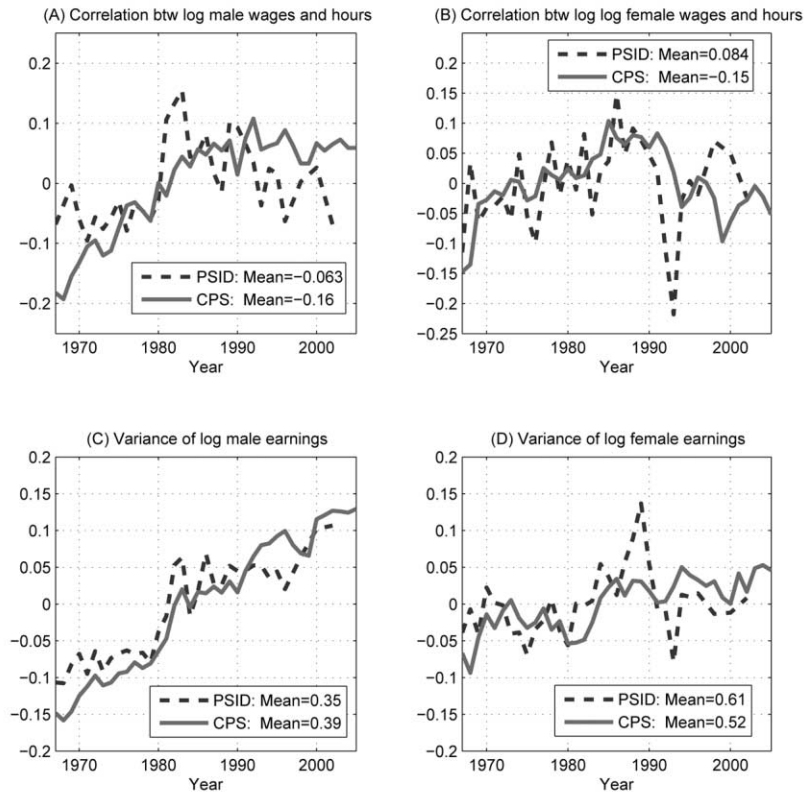 (A) Correlation btw log male wages and hours
0.2
0.1
0
−0.1
−0.2
PSID: Mean=−0.063
CPS: Mean=−0.16
1970 1980 1990 2000
Year
(B) Correlation btw log log female wages and hours
0.2
0.15
0.1
0.05
0
−0.05
−0.1
−0.15
−0.2
−0.25
PSID: Mean=0.084
CPS: Mean=−0.15
1970 1980 1990 2000
Year
(C) Variance of log male earnings
0.2
0.15
0.1
0.05
0
−0.05
−0.1
−0.15
−0.2
PSID: Mean=0.35
CPS: Mean=0.39
1970 1980 1990 2000
Year
(D) Variance of log female earnings
0.2
0.15
0.1
0.05
0
−0.05
−0.1
−0.15
−0.2
PSID: Mean=0.61
CPS: Mean=0.52
1970 1980 1990 2000
Year